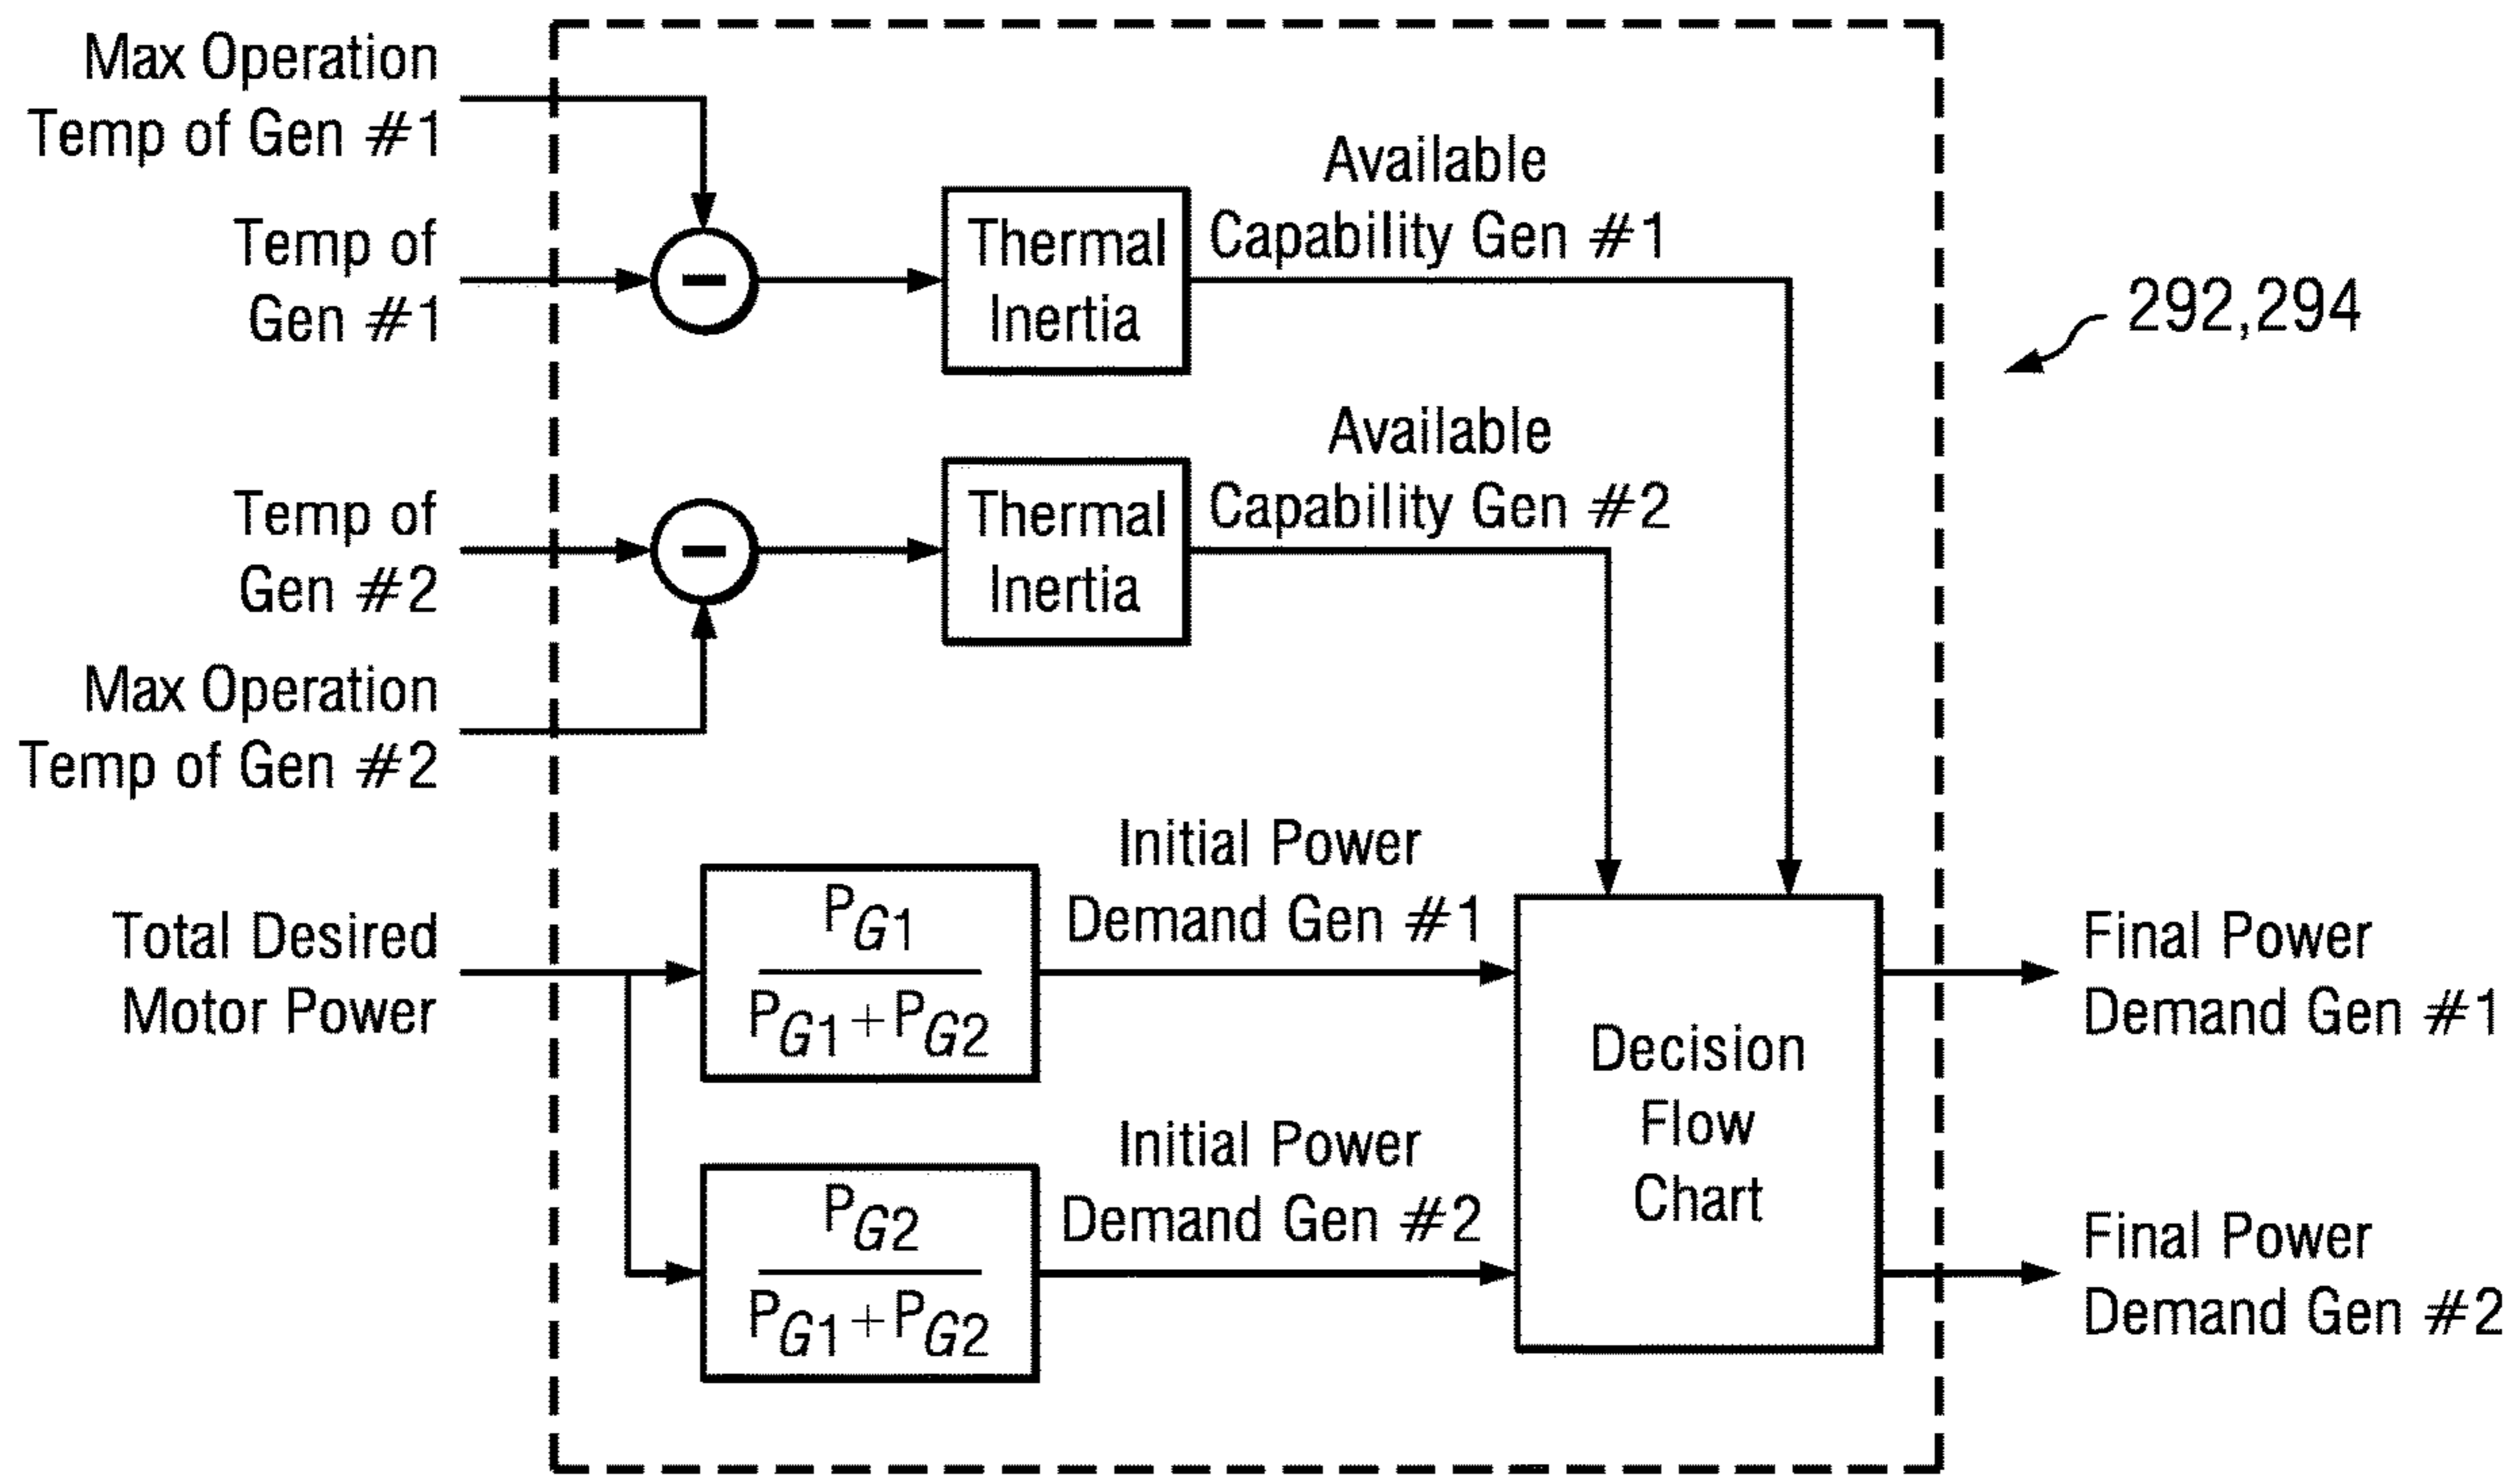 Max Operation
Temp of Gen #1
Temp of
Gen #1
Temp of
Gen #2
Max Operation
Temp of Gen #2
Total Desired
Motor Power
−
Thermal
Inertia
Available
Capability Gen #1
−
Thermal
Inertia
Available
Capability Gen #2
292,294
PG1
PG1+PG2
Initial Power
Demand Gen #1
PG2
PG1+PG2
Initial Power
Demand Gen #2
Decision
Flow
Chart
Final Power
Demand Gen #1
Final Power
Demand Gen #2